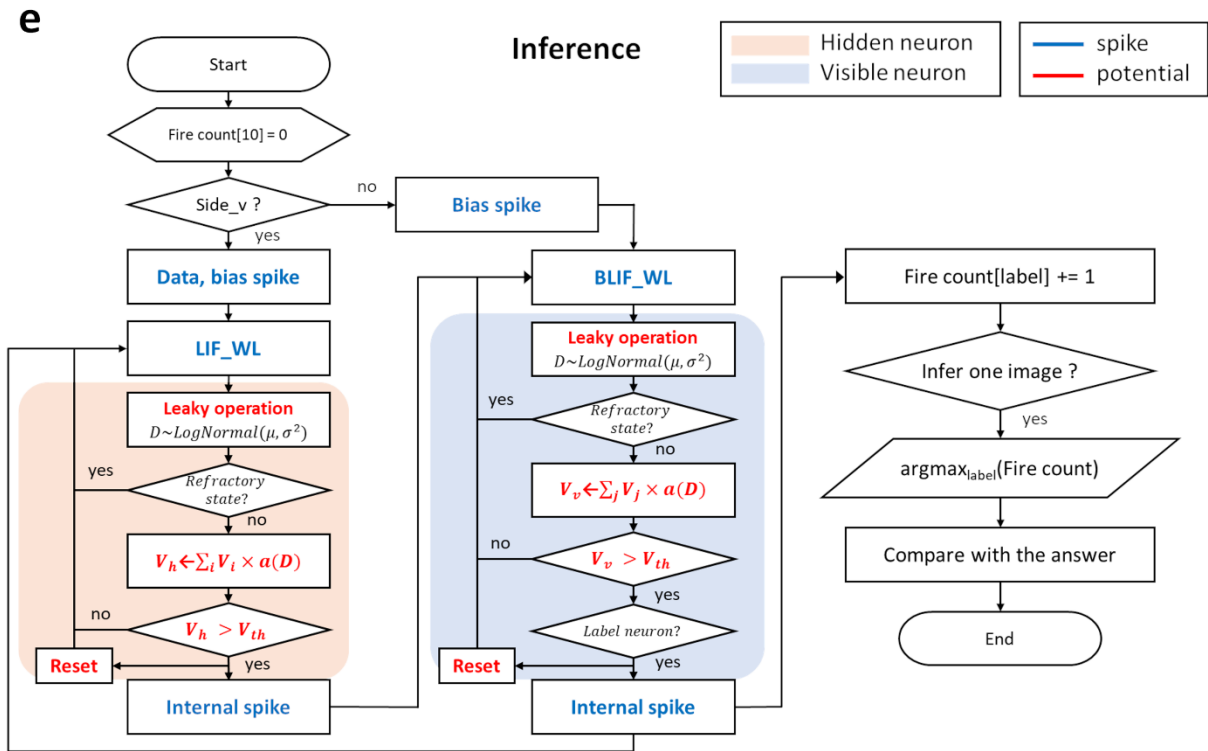 e
Inference
Hidden neuron
Visible neuron
spike
potential
Start
Fire count[10] = 0
Side_v ?
no
yes
Bias spike
Data, bias spike
LIF_WL
Leaky operation
D~LogNormal(μ, σ²)
yes
Refractory
state?
no
V_h←∑_i V_i × a(D)
no
V_h > V_th
yes
Reset
Internal spike
BLIF_WL
Leaky operation
D~LogNormal(μ, σ²)
yes
Refractory
state?
no
V_v←∑_j V_j × a(D)
no
V_v > V_th
yes
Label neuron?
yes
Reset
Internal spike
Fire count[label] += 1
Infer one image ?
yes
argmax_label(Fire count)
Compare with the answer
End